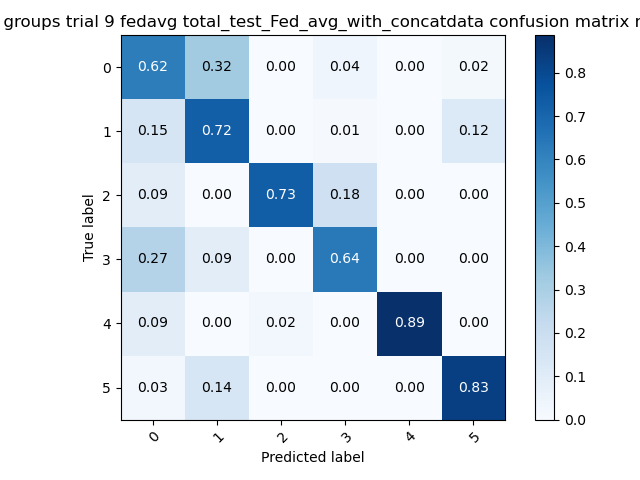 groups trial 9 fedavg total_test_Fed_avg_with_concatdata confusion matrix
0 0.62 0.32 0.00 0.04 0.00 0.02
1 0.15 0.72 0.00 0.01 0.00 0.12
2 0.09 0.00 0.73 0.18 0.00 0.00
3 0.27 0.09 0.00 0.64 0.00 0.00
4 0.09 0.00 0.02 0.00 0.89 0.00
5 0.03 0.14 0.00 0.00 0.00 0.83
True label
0 1 2 3 4 5
Predicted label
0.8
0.7
0.6
0.5
0.4
0.3
0.2
0.1
0.0